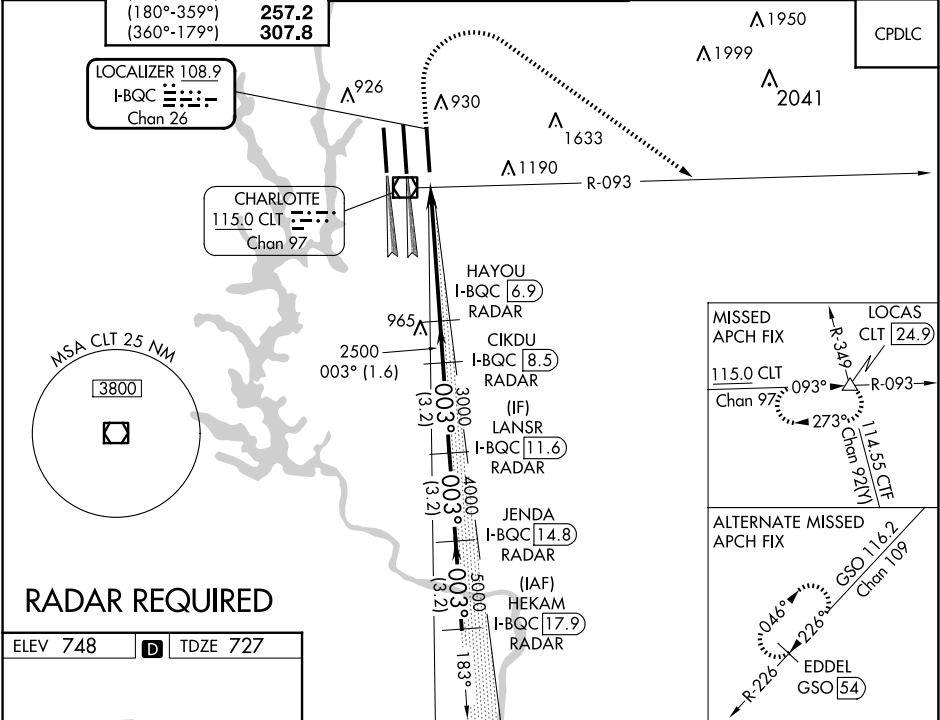 (180°-359°) 257.2
(360°-179°) 307.8
CPDLC
LOCALIZER 108.9
I-BQC
Chan 26
926
930
1633
1190
1950
1999
2041
R-093
CHARLOTTE
115.0 CLT
Chan 97
HAYOU
I-BQC 6.9
RADAR
965
2500
003° (1.6)
CIKDU
I-BQC 8.5
RADAR
003°
(3.2)
3000
(IF)
LANSR
I-BQC 11.6
RADAR
003°
(3.2)
4000
JENDA
I-BQC 14.8
RADAR
003°
(3.2)
5000
(IAF)
HEKAM
I-BQC 17.9
RADAR
183°
MSA CLT 25 NM
3800
MISSED
APCH FIX
LOCAS
CLT 24.9
R-349
115.0 CLT
Chan 97
093°
R-093
273°
114.55 CTF
Chan 92(Y)
ALTERNATE MISSED
APCH FIX
GSO 116.2
Chan 109
046°
226°
R-226
EDDEL
GSO 54
RADAR REQUIRED
ELEV 748 D TDZE 727